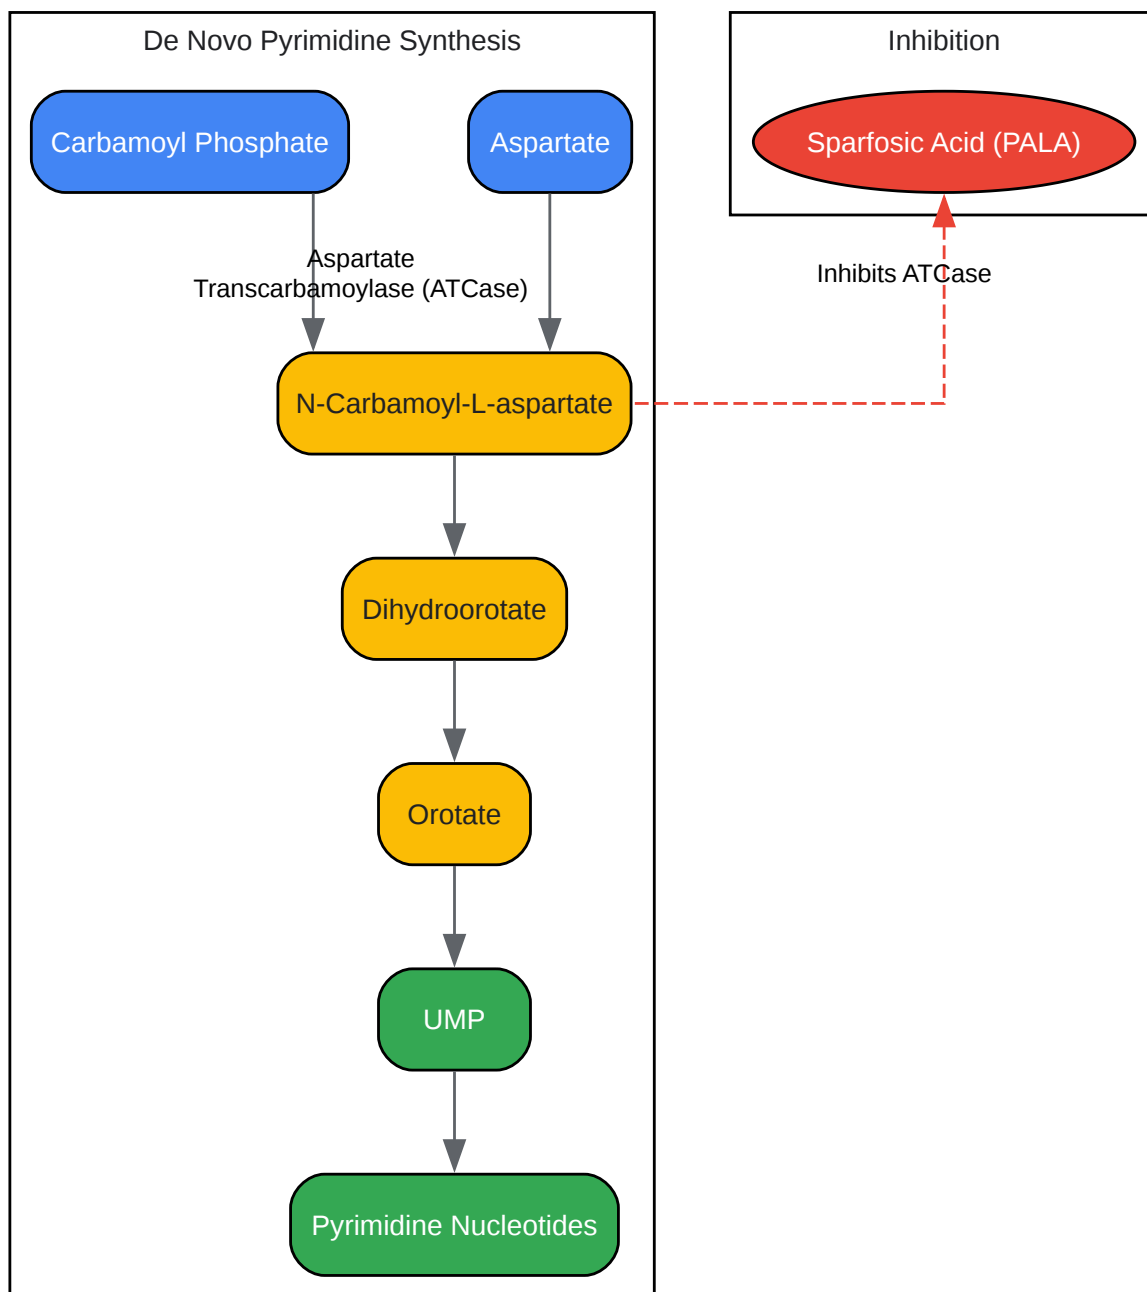 De Novo Pyrimidine Synthesis
Inhibition
Carbamoyl Phosphate
Aspartate
Sparfosic Acid (PALA)
Aspartate
Transcarbamoylase (ATCase)
Inhibits ATCase
N-Carbamoyl-L-aspartate
Dihydroorotate
Orotate
UMP
Pyrimidine Nucleotides